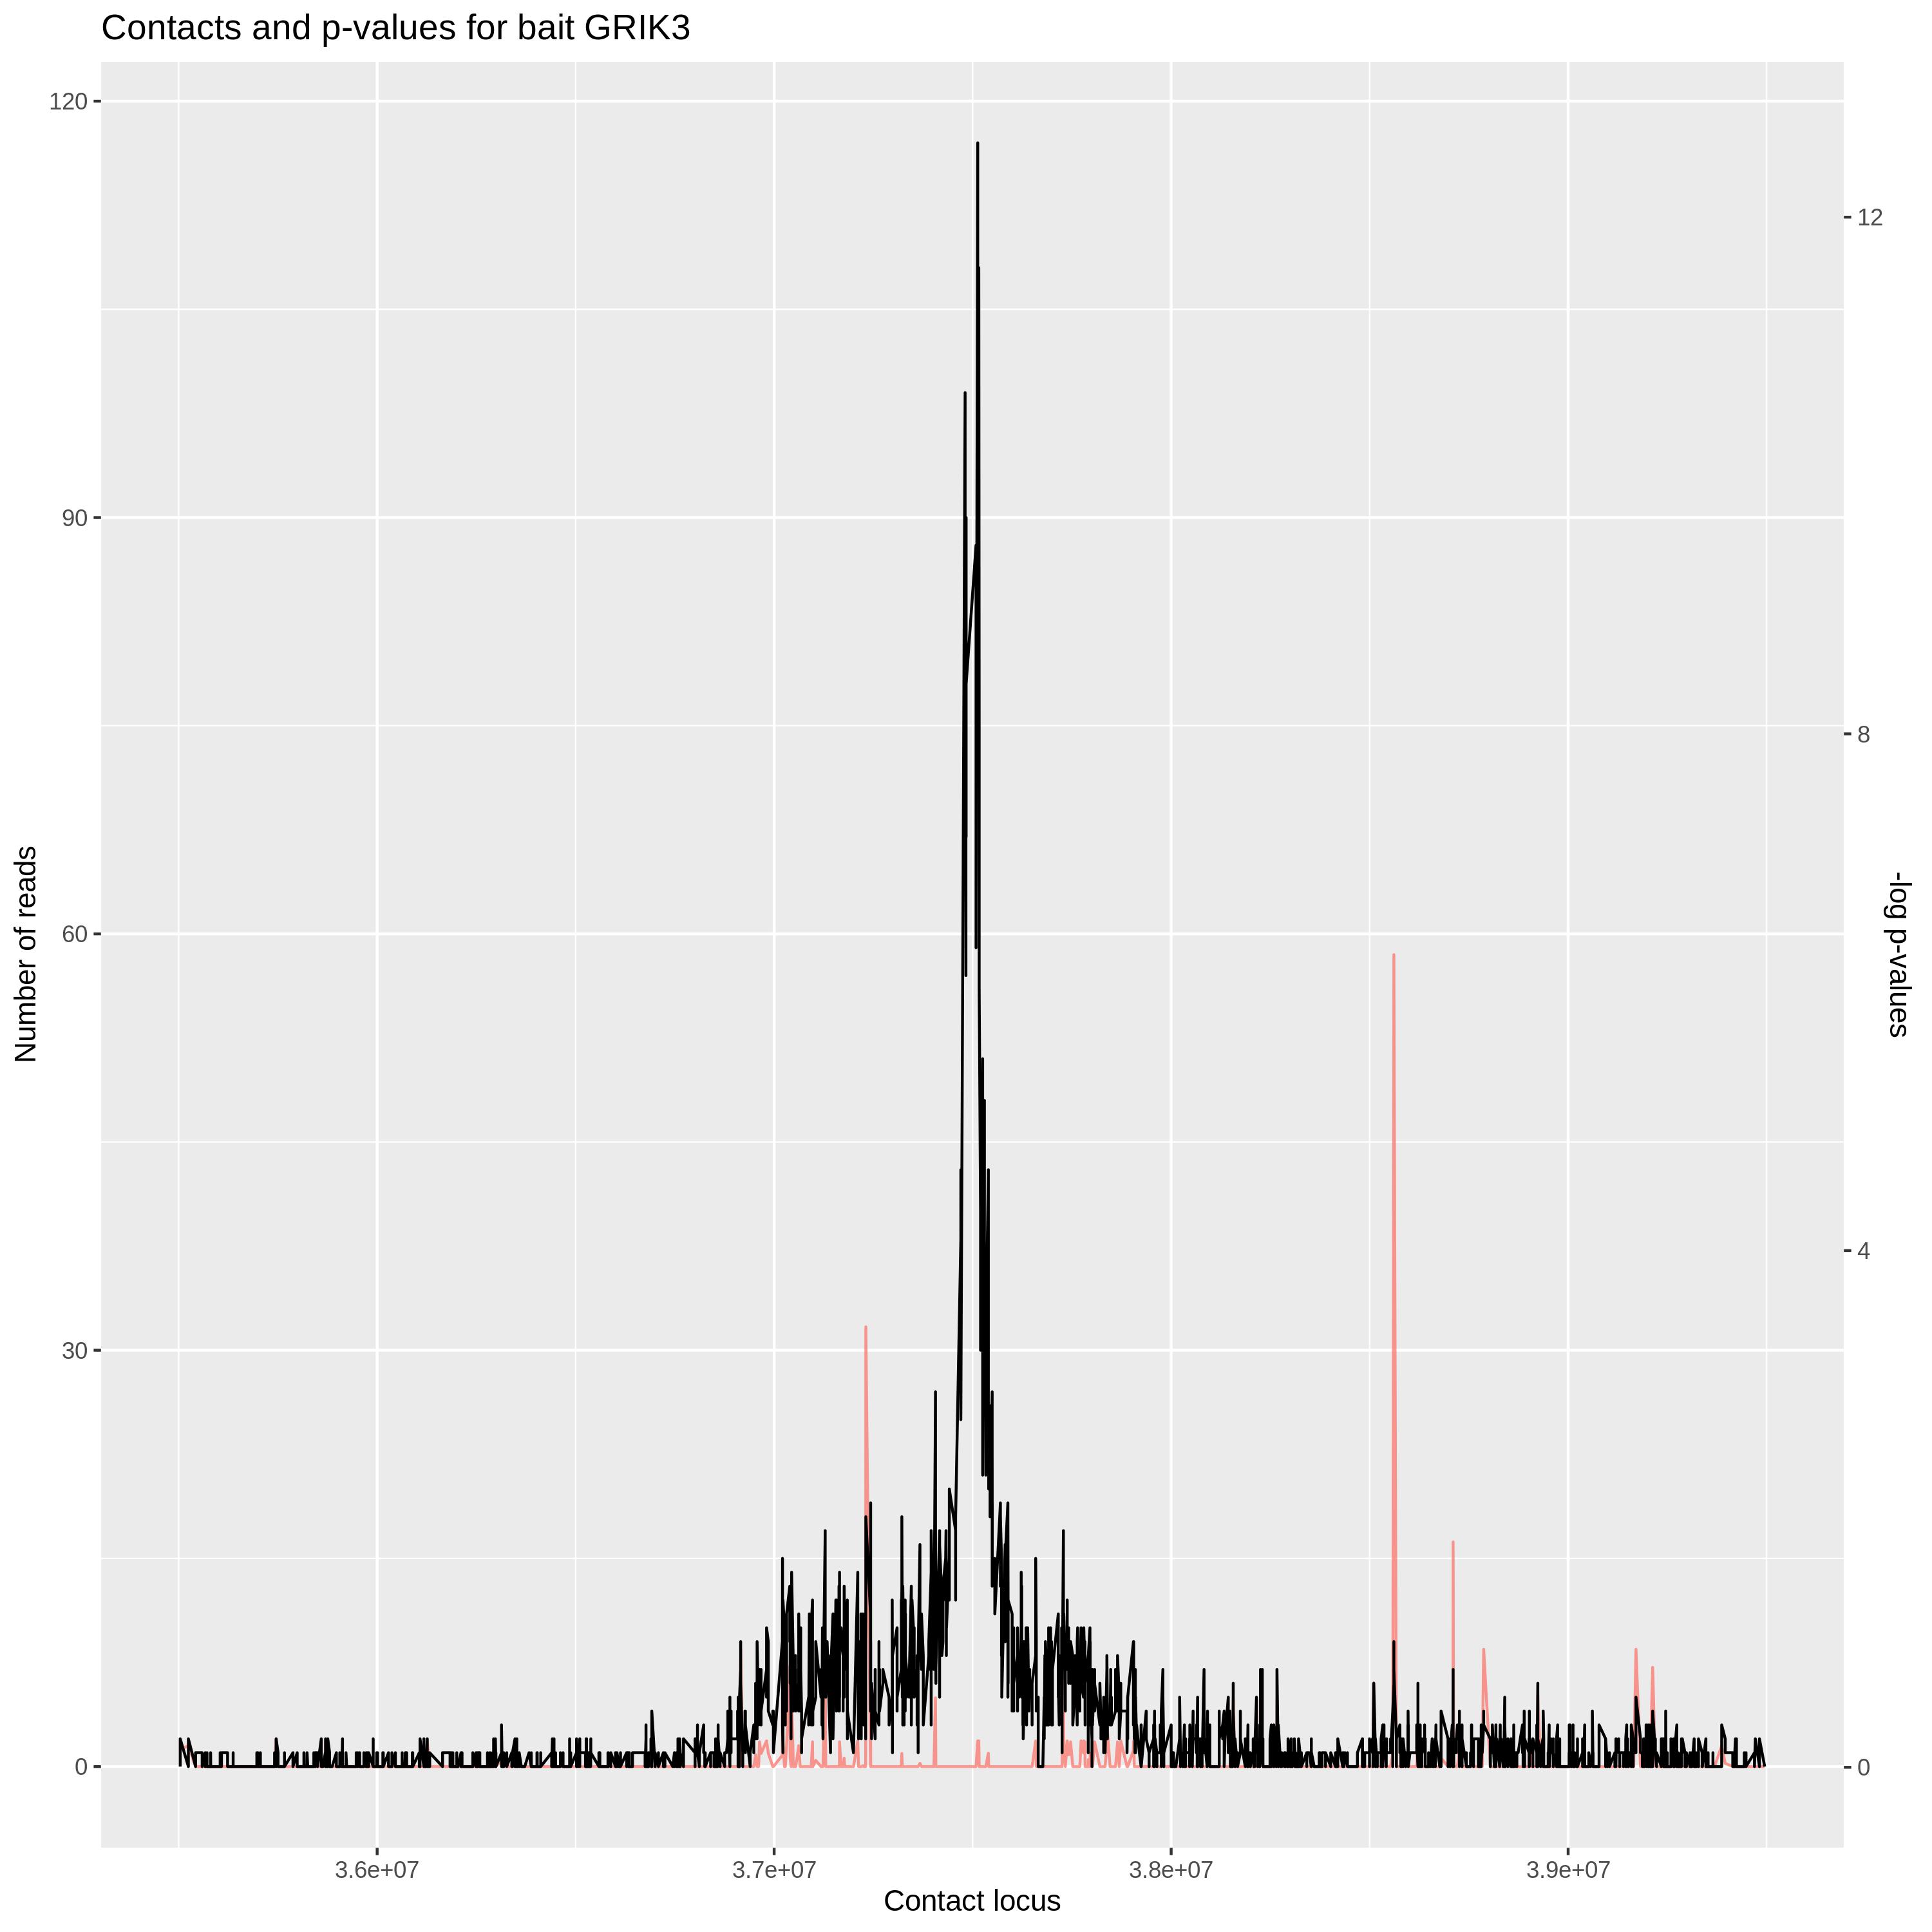 Contacts and p-values for bait GRIK3
120
90
60
30
0
Number of reads
12
8
4
0
-log p-values
3.6e+07
3.7e+07
3.8e+07
3.9e+07
Contact locus